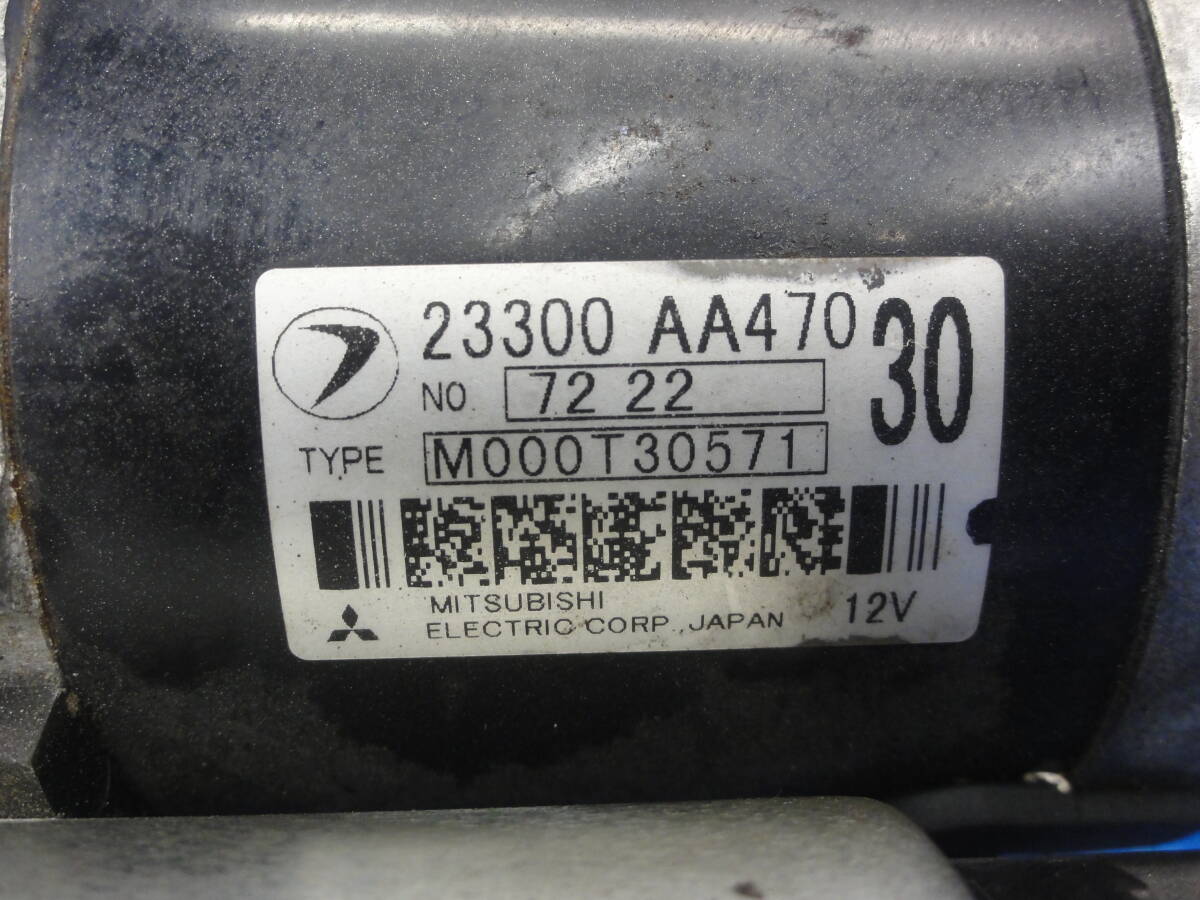 23300 AA470 30
NO 72 22
TYPE M000T30571
MITSUBISHI
ELECTRIC CORP., JAPAN 12V